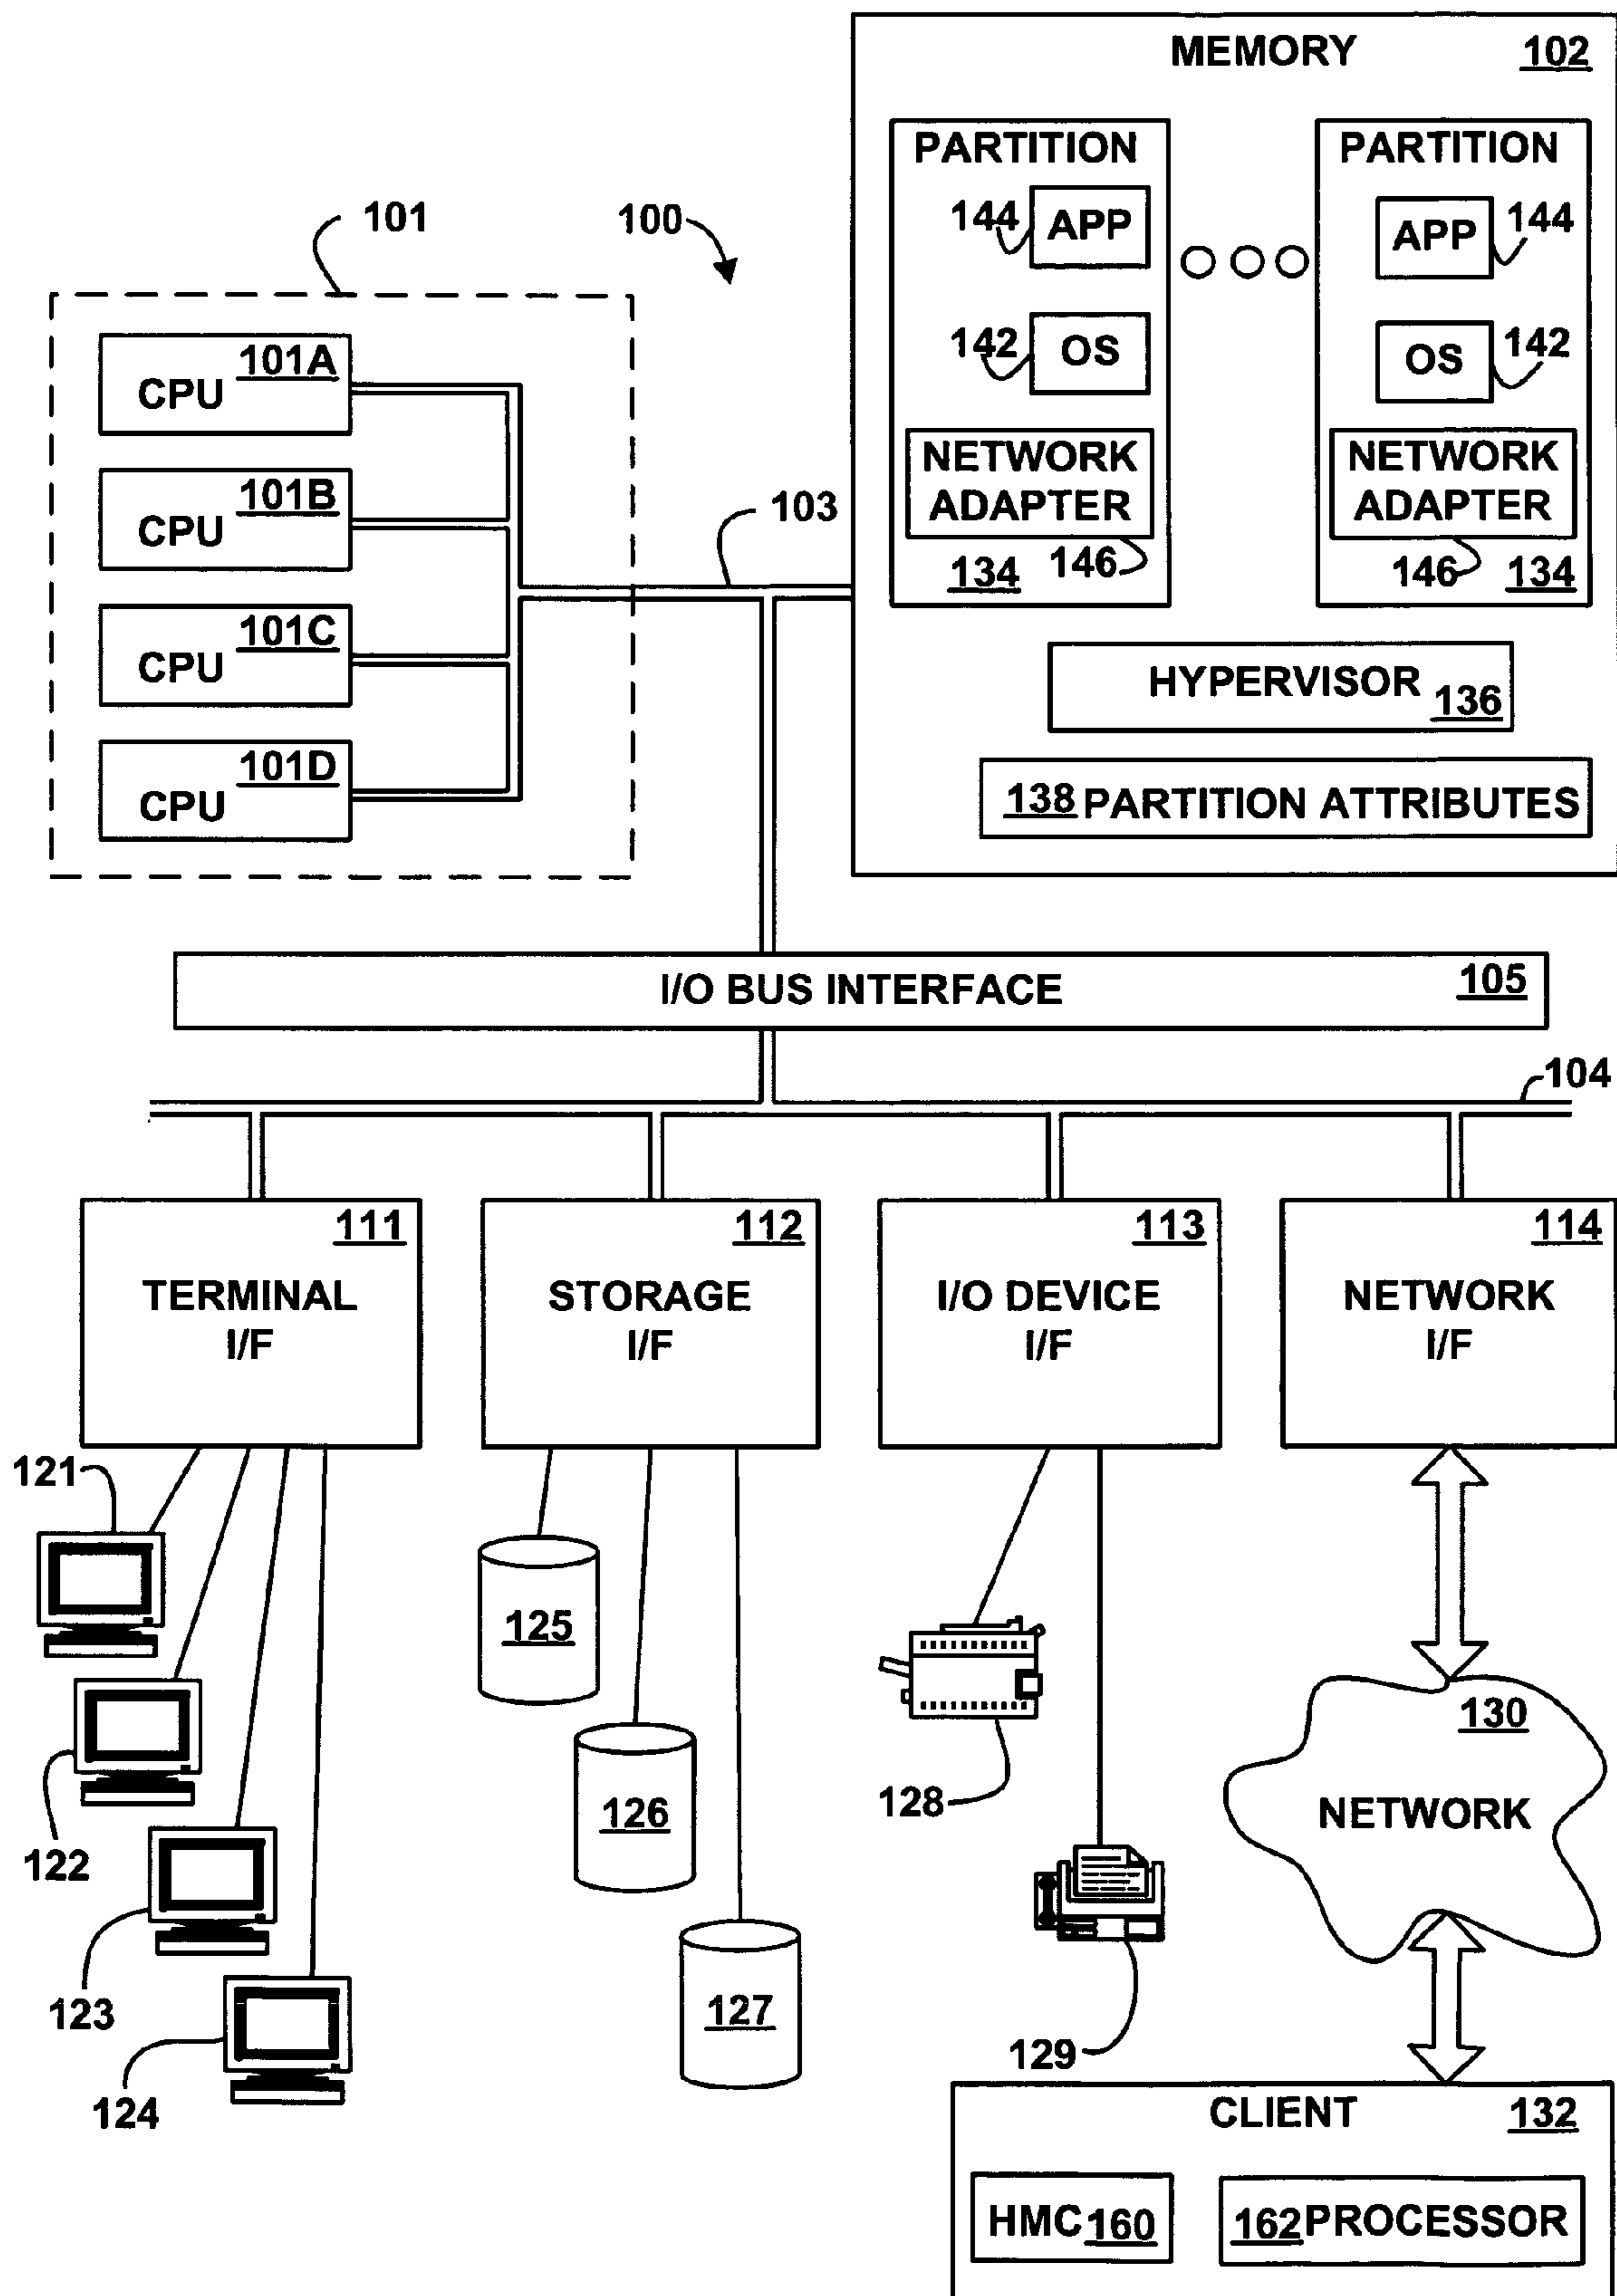 MEMORY 102
PARTITION
144 APP
142 OS
NETWORK
ADAPTER
134 146
PARTITION
APP 144
OS 142
NETWORK
ADAPTER
146 134
HYPERVISOR 136
138 PARTITION ATTRIBUTES
101
100
101A
CPU
101B
CPU
101C
CPU
101D
CPU
103
I/O BUS INTERFACE 105
104
111
TERMINAL
I/F
112
STORAGE
I/F
113
I/O DEVICE
I/F
114
NETWORK
I/F
121
122
123
124
125
126
127
128
129
130
NETWORK
CLIENT 132
HMC 160
162 PROCESSOR